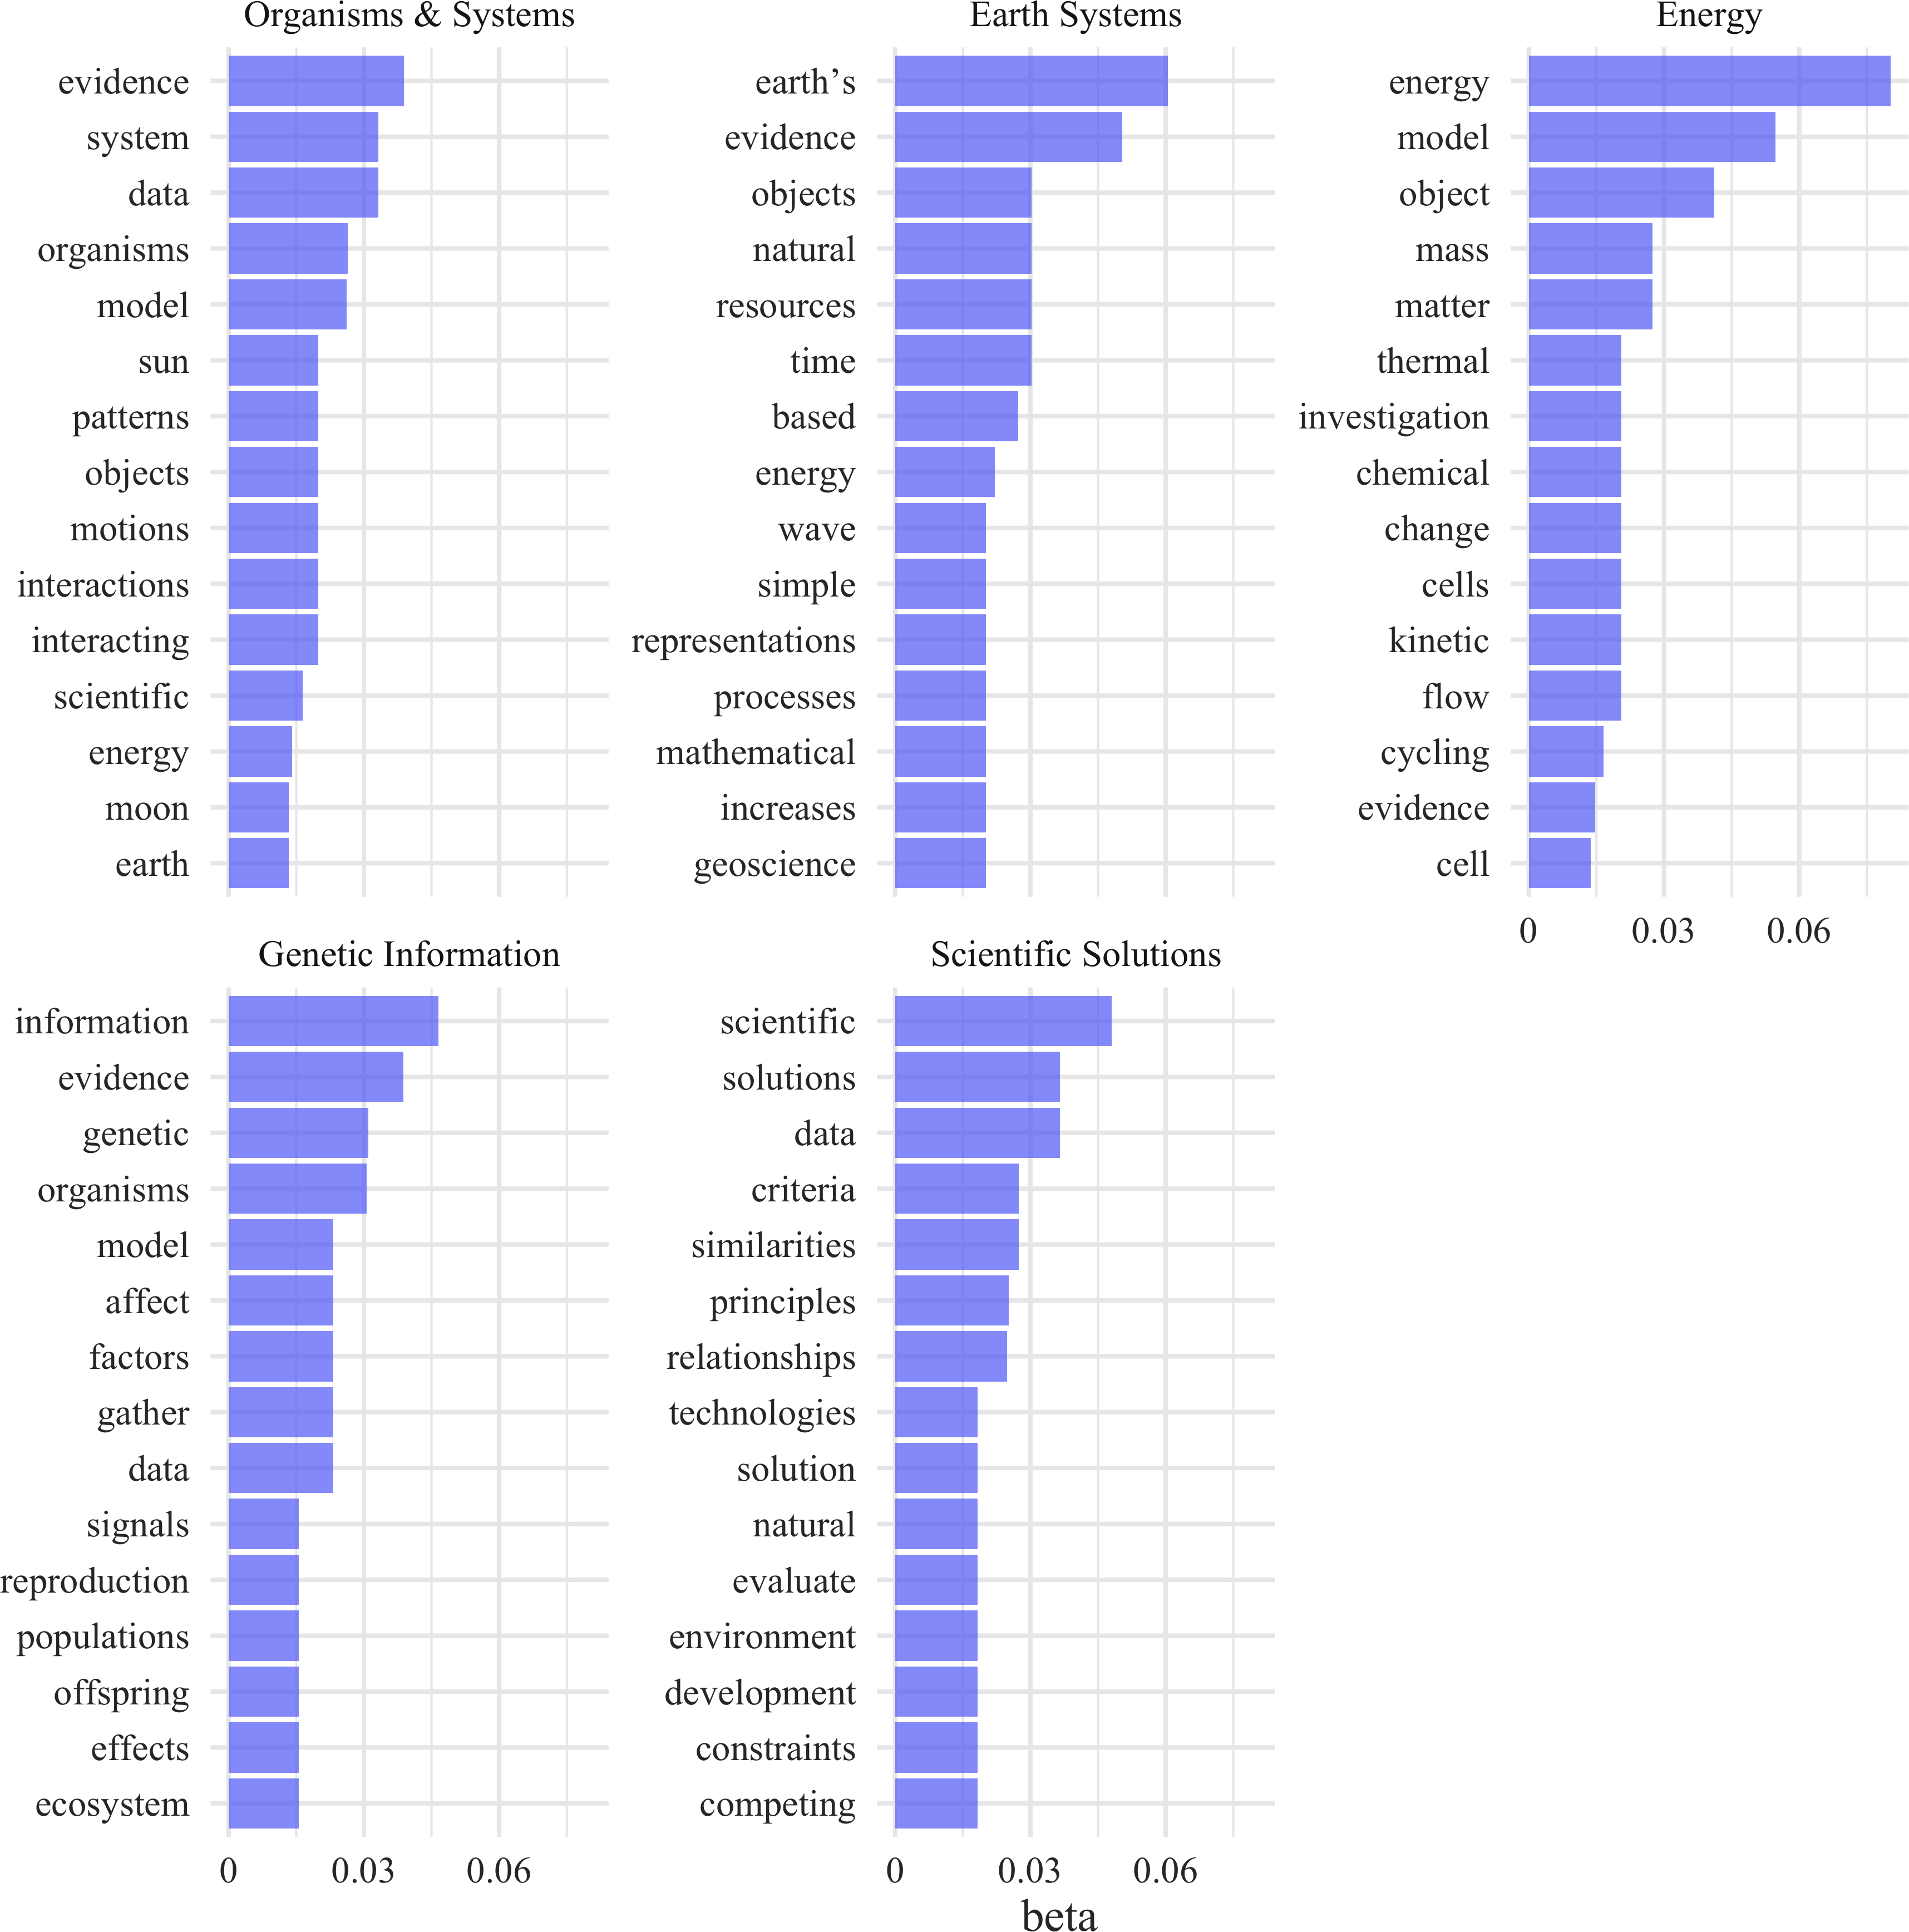 Organisms & Systems
evidence
system
data
organisms
model
sun
patterns
objects
motions
interactions
interacting
scientific
energy
moon
earth
Earth Systems
earth’s
evidence
objects
natural
resources
time
based
energy
wave
simple
representations
processes
mathematical
increases
geoscience
Energy
energy
model
object
mass
matter
thermal
investigation
chemical
change
cells
kinetic
flow
cycling
evidence
cell
0 0.03 0.06
Genetic Information
information
evidence
genetic
organisms
model
affect
factors
gather
data
signals
reproduction
populations
offspring
effects
ecosystem
0 0.03 0.06
Scientific Solutions
scientific
solutions
data
criteria
similarities
principles
relationships
technologies
solution
natural
evaluate
environment
development
constraints
competing
0 0.03 0.06
beta